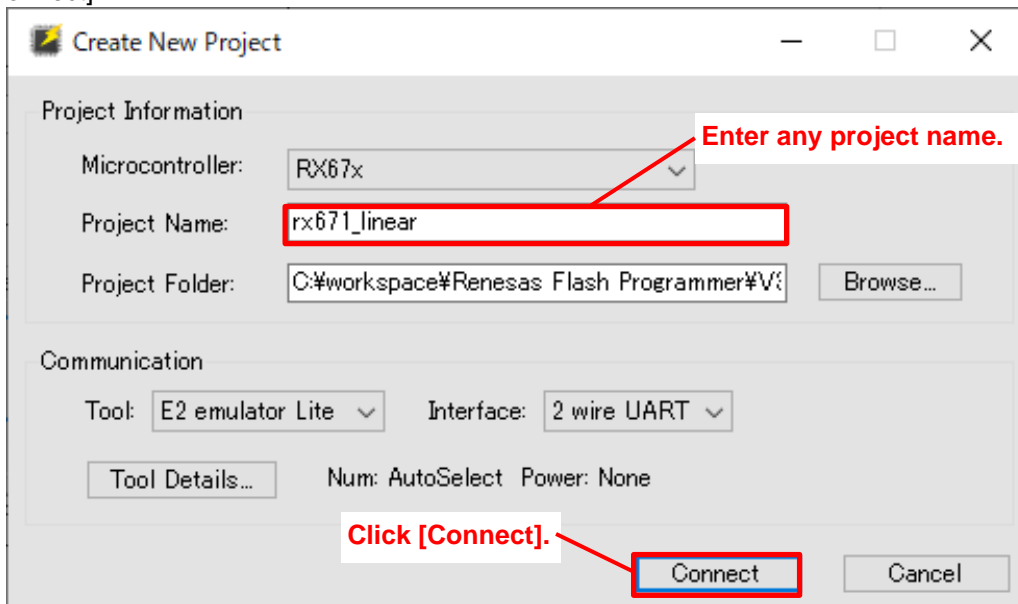 Create New Project
Project Information
Enter any project name.
Microcontroller: RX67x
Project Name: rx671_linear
Project Folder: C:¥workspace¥Renesas Flash Programmer¥ Browse...
Communication
Tool: E2 emulator Lite Interface: 2 wire UART
Tool Details... Num: AutoSelect Power: None
Click [Connect].
Connect Cancel